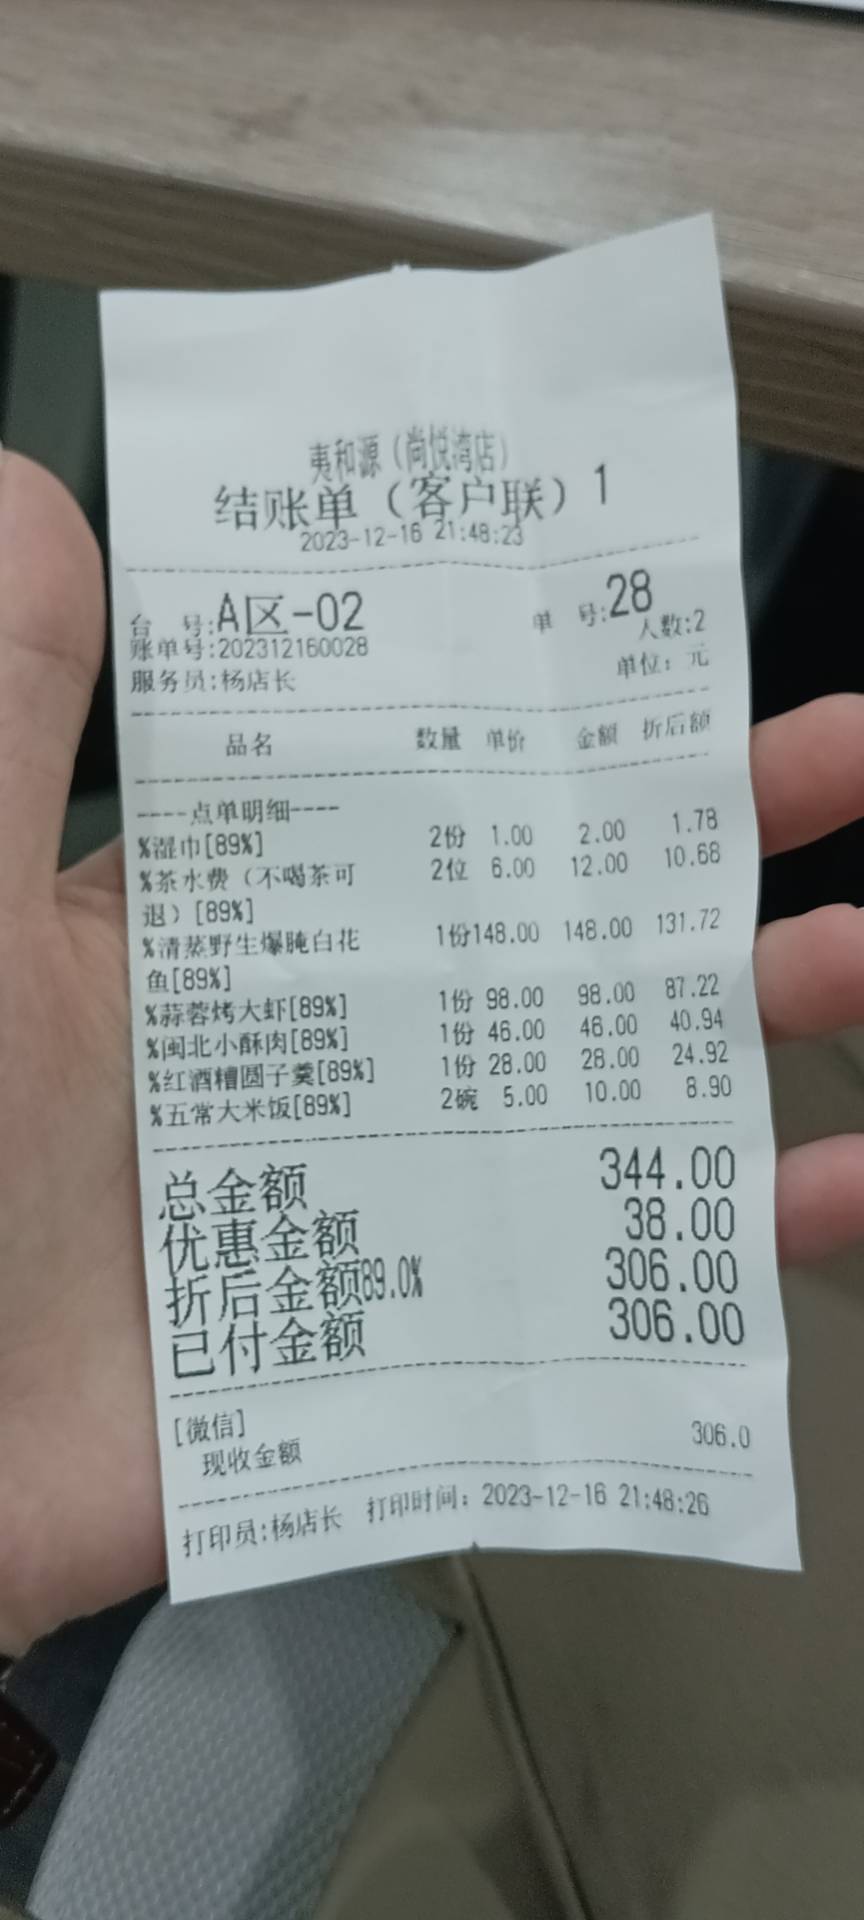 夷和源（尚悦湾店）
结账单（客户联）1
2023-12-16 21:48:23
台 号:A区-02 单 号:28
账单号:202312160028 人数:2
服务员:杨店长 单位：元
品名 数量 单价 金额 折后额
----点单明细----
%湿巾[89%] 2份 1.00 2.00 1.78
%茶水费（不喝茶可 2位 6.00 12.00 10.68
退）[89%]
%清蒸野生爆腌白花 1份148.00 148.00 131.72
鱼[89%]
%蒜蓉烤大虾[89%] 1份 98.00 98.00 87.22
%闽北小酥肉[89%] 1份 46.00 46.00 40.94
%红酒糟圆子羹[89%] 1份 28.00 28.00 24.92
%五常大米饭[89%] 2碗 5.00 10.00 8.90
总金额 344.00
优惠金额 38.00
折后金额89.0% 306.00
已付金额 306.00
[微信]
现收金额 306.0
打印员:杨店长 打印时间：2023-12-16 21:48:26